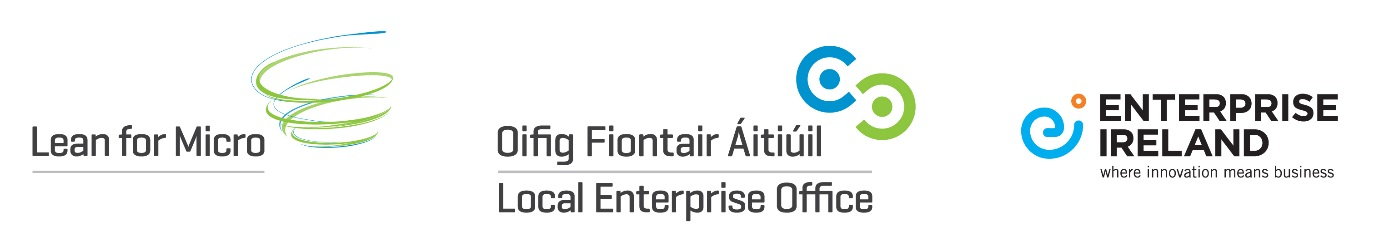 Lean for Micro
Oifig Fiontair Áitiúil
Local Enterprise Office
ENTERPRISE
IRELAND
where innovation means business